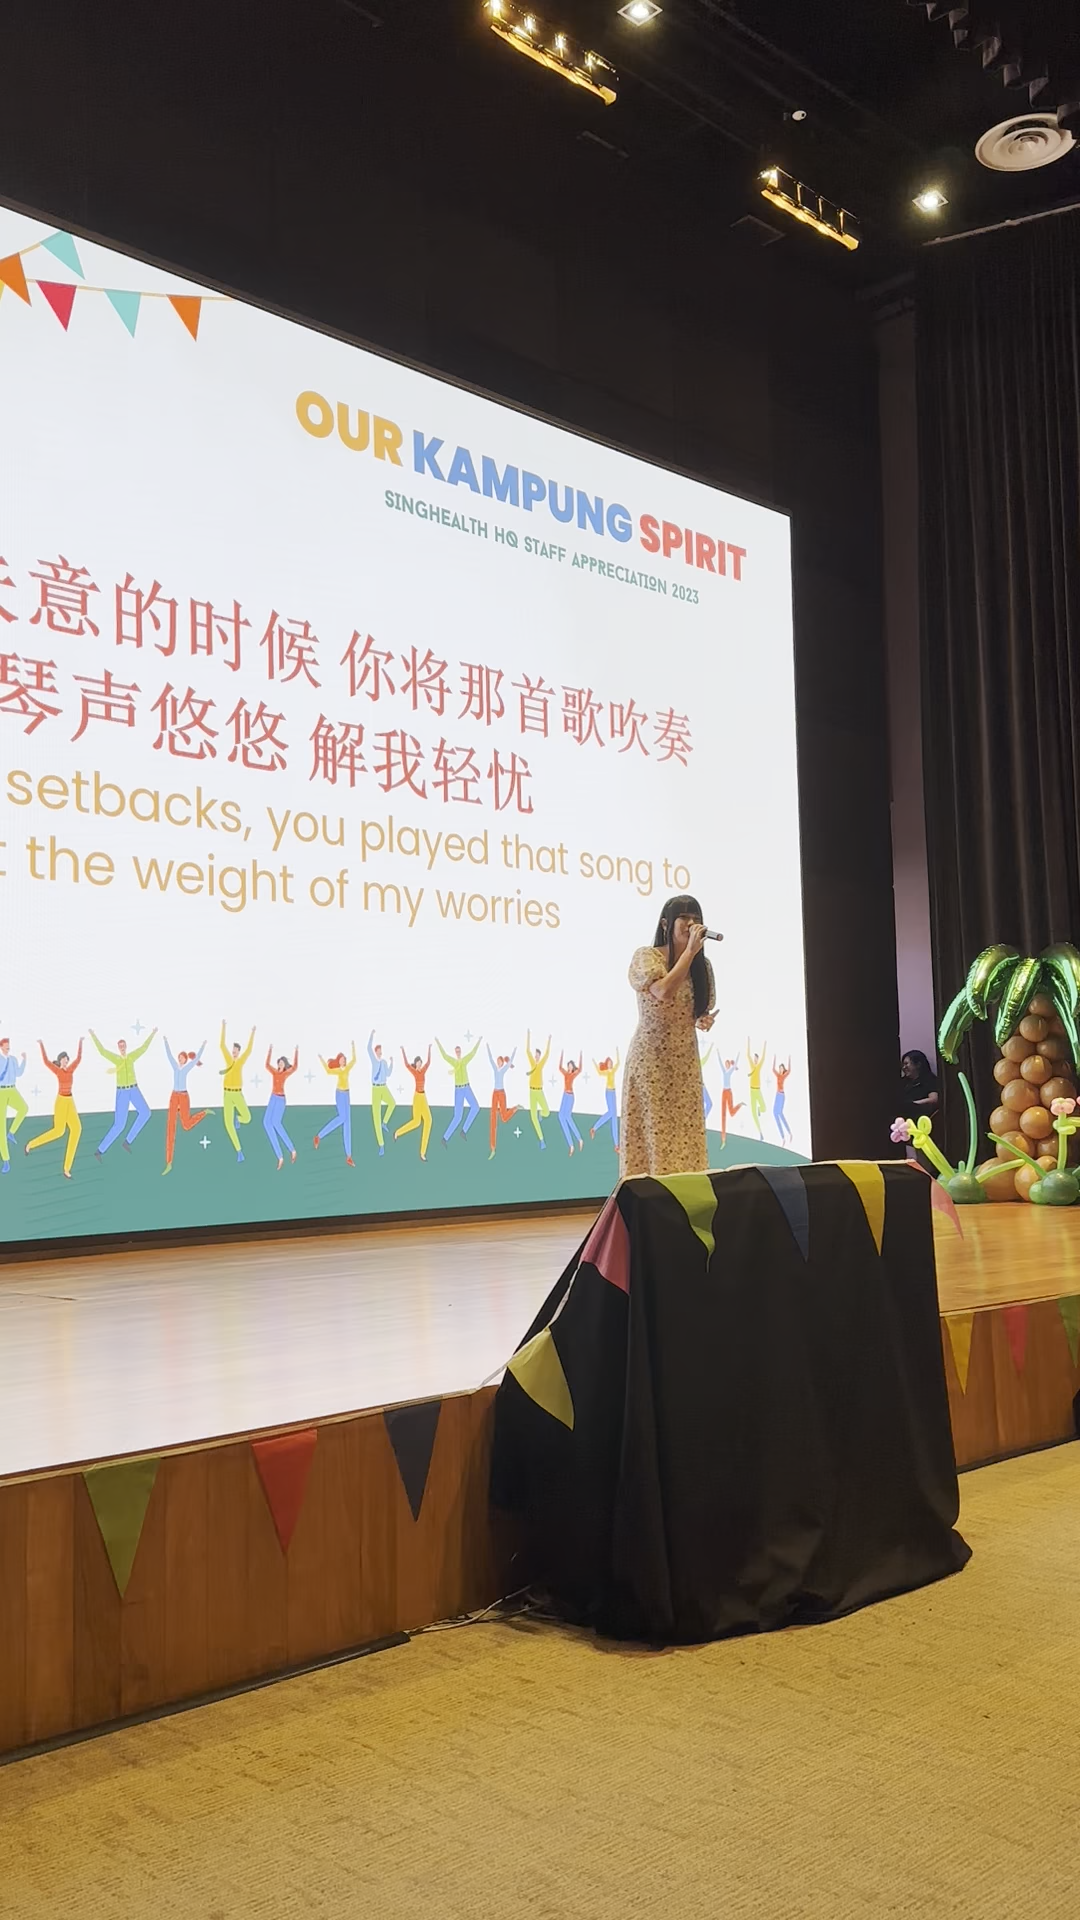 OUR KAMPUNG SPIRIT
SINGHEALTH HQ STAFF APPRECIATION 2023
意的时候 你将那首歌吹奏
琴声悠悠 解我轻忧
setbacks, you played that song to
the weight of my worries